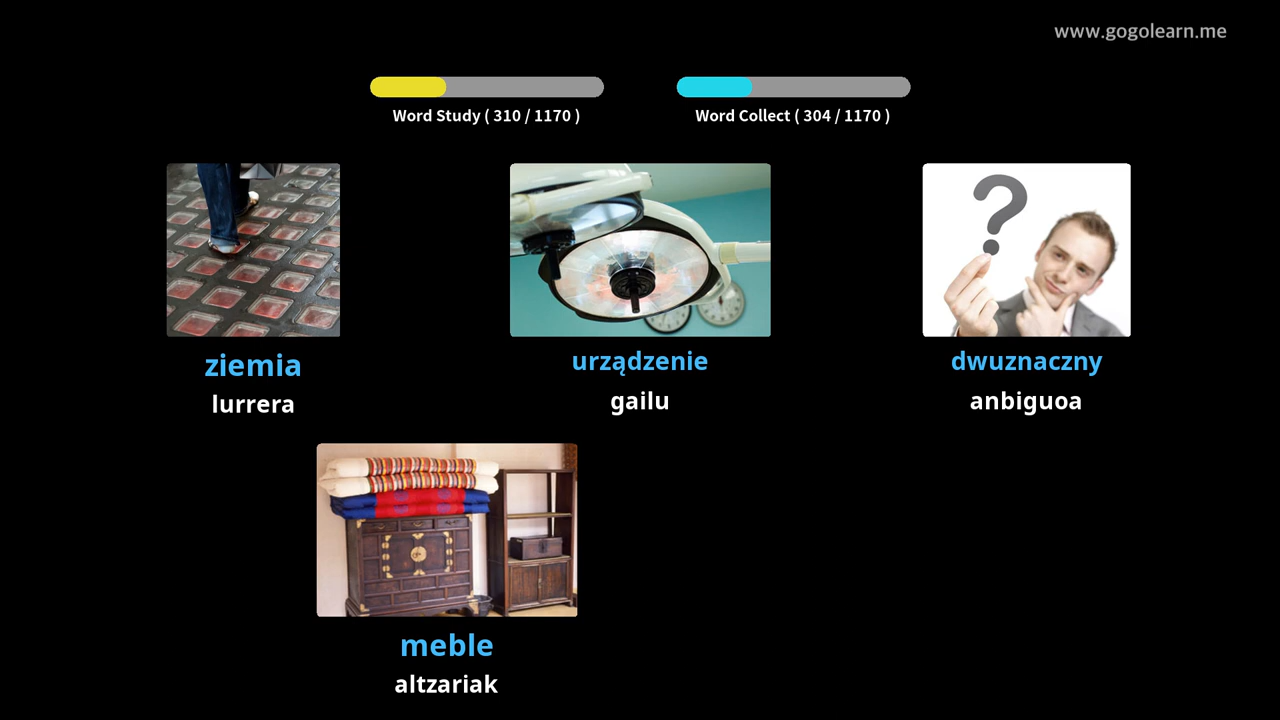 www.gogolearn.me
Word Study ( 310 / 1170 )
Word Collect ( 304 / 1170 )
ziemia
lurrera
urządzenie
gailu
dwuznaczny
anbiguoa
meble
altzariak